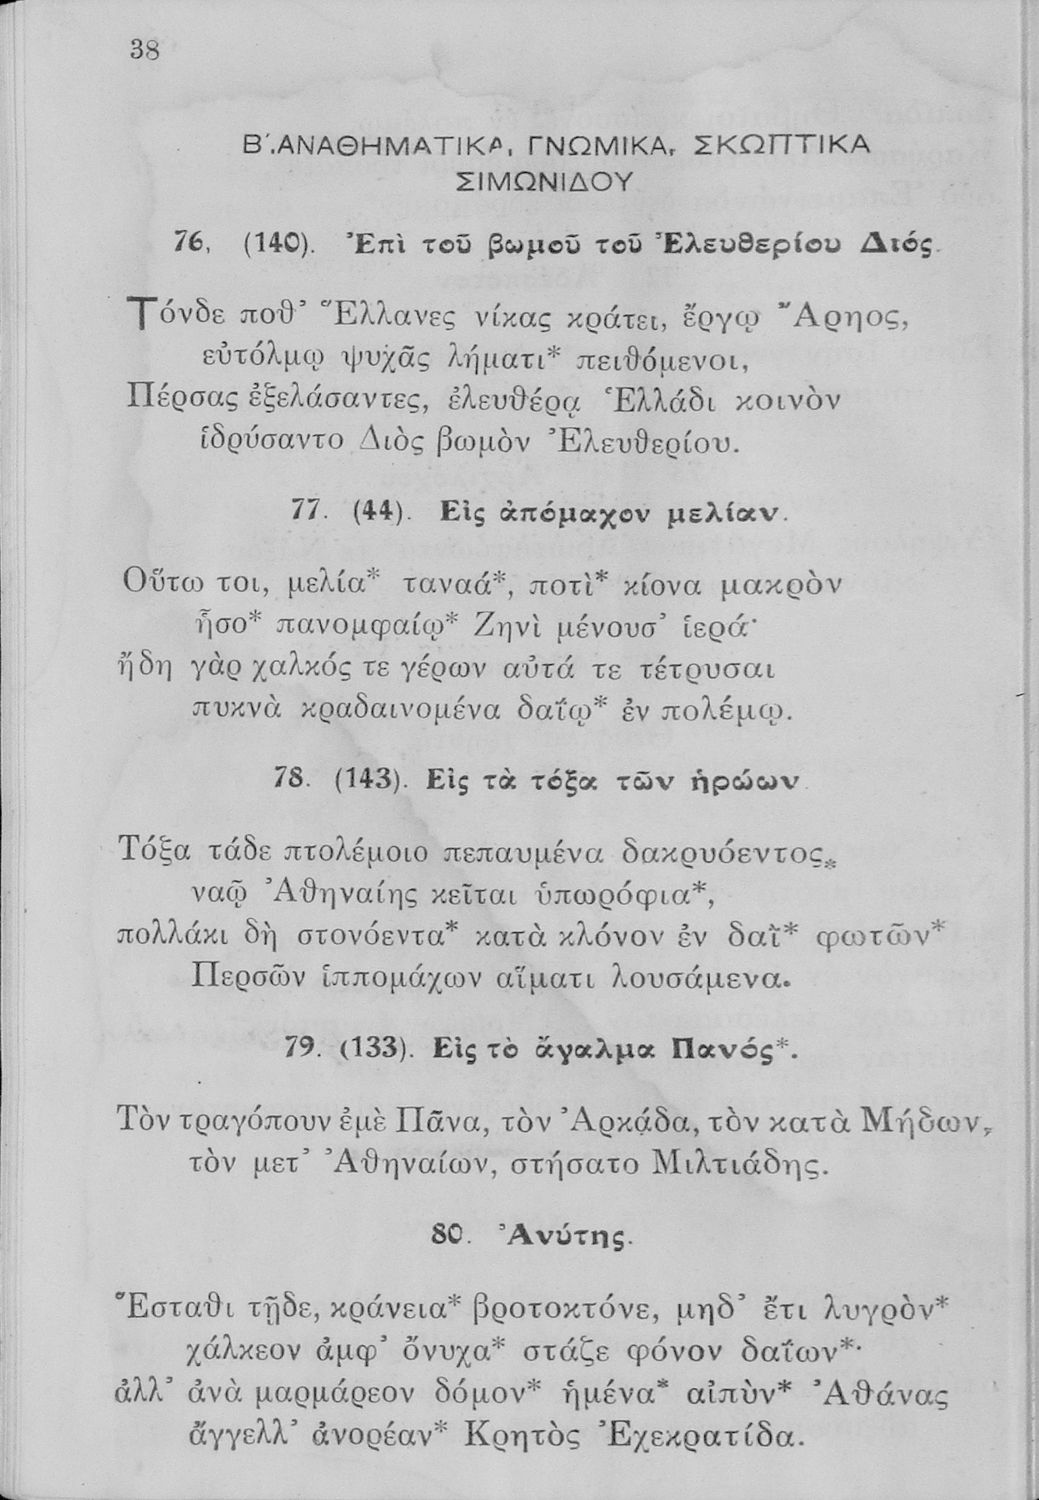 38
Β΄.ΑΝΑΘΗΜΑΤΙΚΑ, ΓΝΩΜΙΚΑ, ΣΚΩΠΤΙΚΑ
ΣΙΜΩΝΙΔΟΥ
76, (140). Ἐπὶ τοῦ βωμοῦ τοῦ Ἐλευθερίου Διός.
Τόνδε ποθ᾽ Ἕλλανες νίκας κράτει, ἔργῳ Ἄρηος,
εὐτόλμῳ ψυχᾶς λήματι* πειθόμενοι,
Πέρσας ἐξελάσαντες, ἐλευθέρᾳ Ἑλλάδι κοινὸν
ἱδρύσαντο Διὸς βωμὸν Ἐλευθερίου.
77. (44). Εἰς ἀπόμαχον μελίαν.
Οὕτω τοι, μελία* ταναά*, ποτὶ* κίονα μακρὸν
ἧσο* πανομφαίῳ* Ζηνὶ μένουσ᾽ ἱερά·
ἤδη γὰρ χαλκός τε γέρων αὐτά τε τέτρυσαι
πυκνὰ κραδαινομένα δαΐῳ* ἐν πολέμῳ.
78. (143). Εἰς τὰ τόξα τῶν ἡρώων.
Τόξα τάδε πτολέμοιο πεπαυμένα δακρυόεντος*
ναῷ Ἀθηναίης κεῖται ὑπωρόφια*,
πολλάκι δὴ στονόεντα* κατὰ κλόνον ἐν δαῒ* φωτῶν*
Περσῶν ἱππομάχων αἵματι λουσάμενα.
79. (133). Εἰς τὸ ἄγαλμα Πανός*.
Τὸν τραγόπουν ἐμὲ Πᾶνα, τὸν Ἀρκάδα, τὸν κατὰ Μήδων,
τὸν μετ᾽ Ἀθηναίων, στήσατο Μιλτιάδης.
80. Ἀνύτης.
Ἕσταθι τῇδε, κράνεια* βροτοκτόνε, μηδ᾽ ἔτι λυγρὸν*
χάλκεον ἀμφ᾽ ὄνυχα* στάζε φόνον δαΐων*·
ἀλλ᾽ ἀνὰ μαρμάρεον δόμον* ἡμένα* αἰπὺν* Ἀθάνας
ἄγγελλ᾽ ἀνορέαν* Κρητὸς Ἐχεκρατίδα.